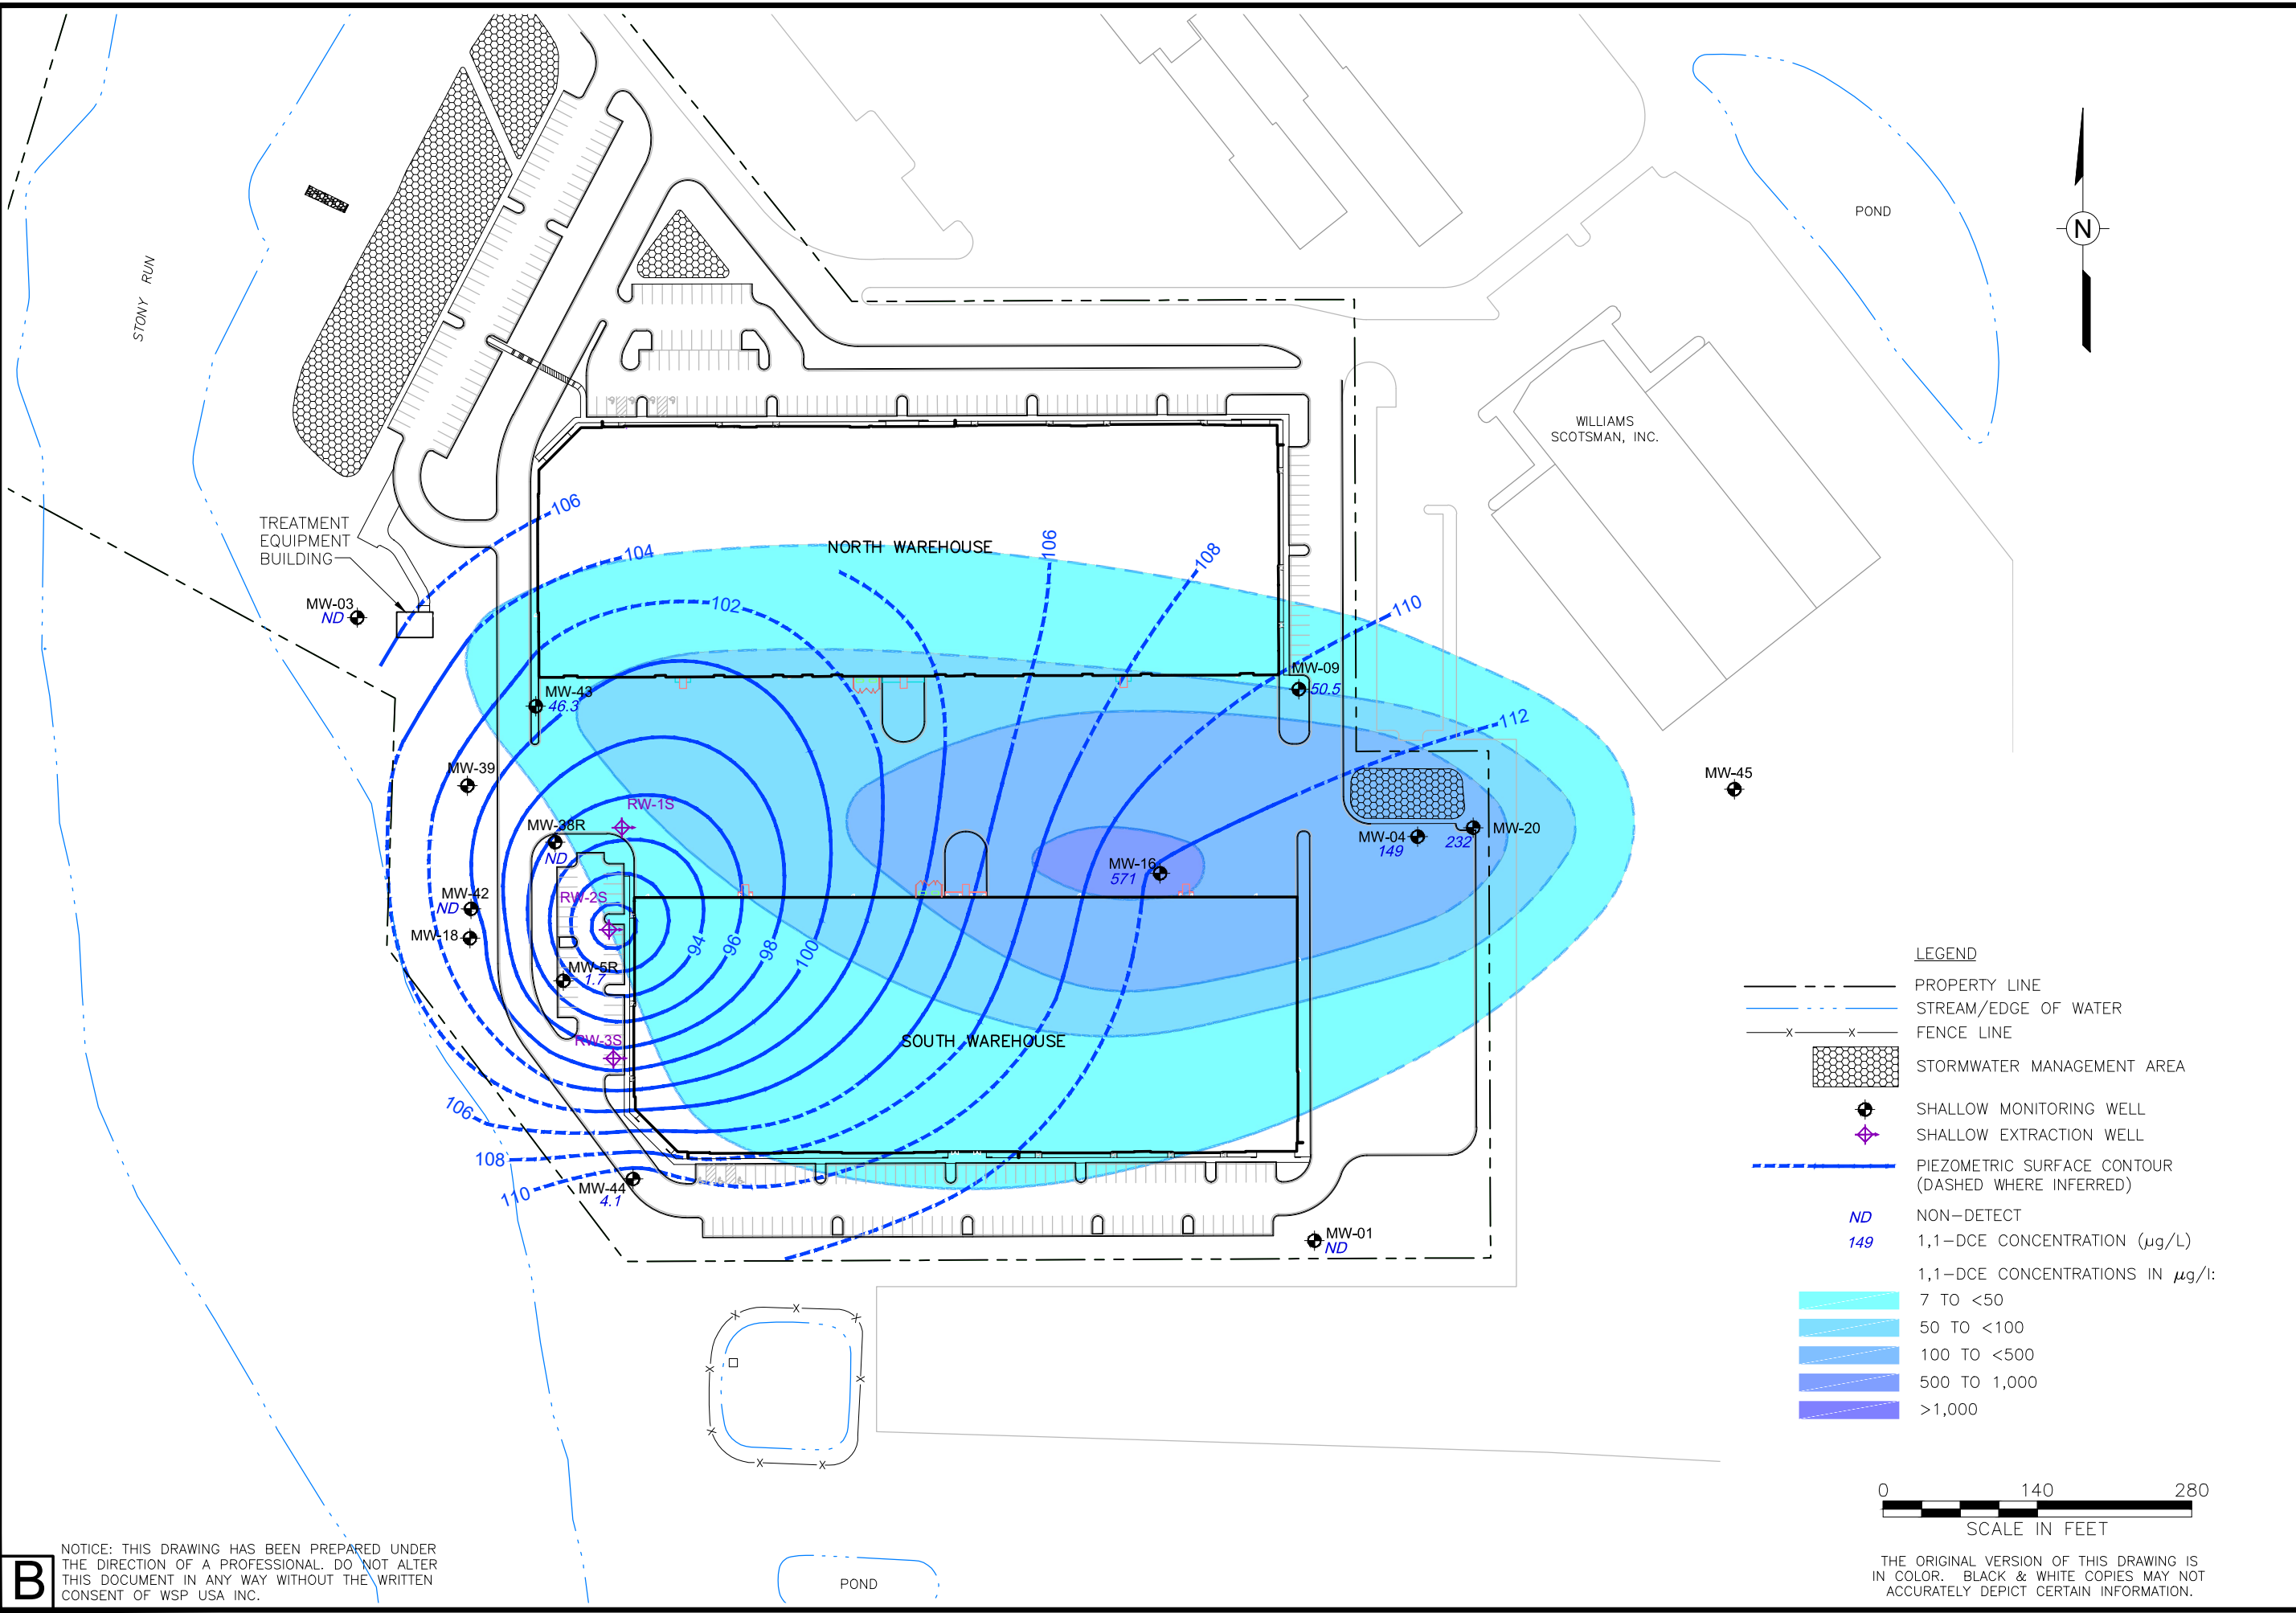 POND
N
STONY RUN
WILLIAMS
SCOTSMAN, INC.
TREATMENT
EQUIPMENT
BUILDING
106
104
102
106
108
110
112
NORTH WAREHOUSE
MW-03
ND
MW-09
50.5
MW-43
46.3
MW-39
MW-45
RW-1S
MW-38R
ND
MW-20
232
MW-04
149
MW-16
571
MW-42
ND
RW-2S
MW-18
94
96
98
100
MW-6R
1.7
RW-3S
SOUTH WAREHOUSE
106
108
110
MW-44
4.1
MW-01
ND
LEGEND
PROPERTY LINE
STREAM/EDGE OF WATER
X X FENCE LINE
STORMWATER MANAGEMENT AREA
SHALLOW MONITORING WELL
SHALLOW EXTRACTION WELL
PIEZOMETRIC SURFACE CONTOUR
(DASHED WHERE INFERRED)
ND NON-DETECT
149 1,1-DCE CONCENTRATION (µg/L)
1,1-DCE CONCENTRATIONS IN µg/l:
7 TO <50
50 TO <100
100 TO <500
500 TO 1,000
>1,000
0 140 280
SCALE IN FEET
THE ORIGINAL VERSION OF THIS DRAWING IS
IN COLOR. BLACK & WHITE COPIES MAY NOT
ACCURATELY DEPICT CERTAIN INFORMATION.
POND
B
NOTICE: THIS DRAWING HAS BEEN PREPARED UNDER
THE DIRECTION OF A PROFESSIONAL. DO NOT ALTER
THIS DOCUMENT IN ANY WAY WITHOUT THE WRITTEN
CONSENT OF WSP USA INC.